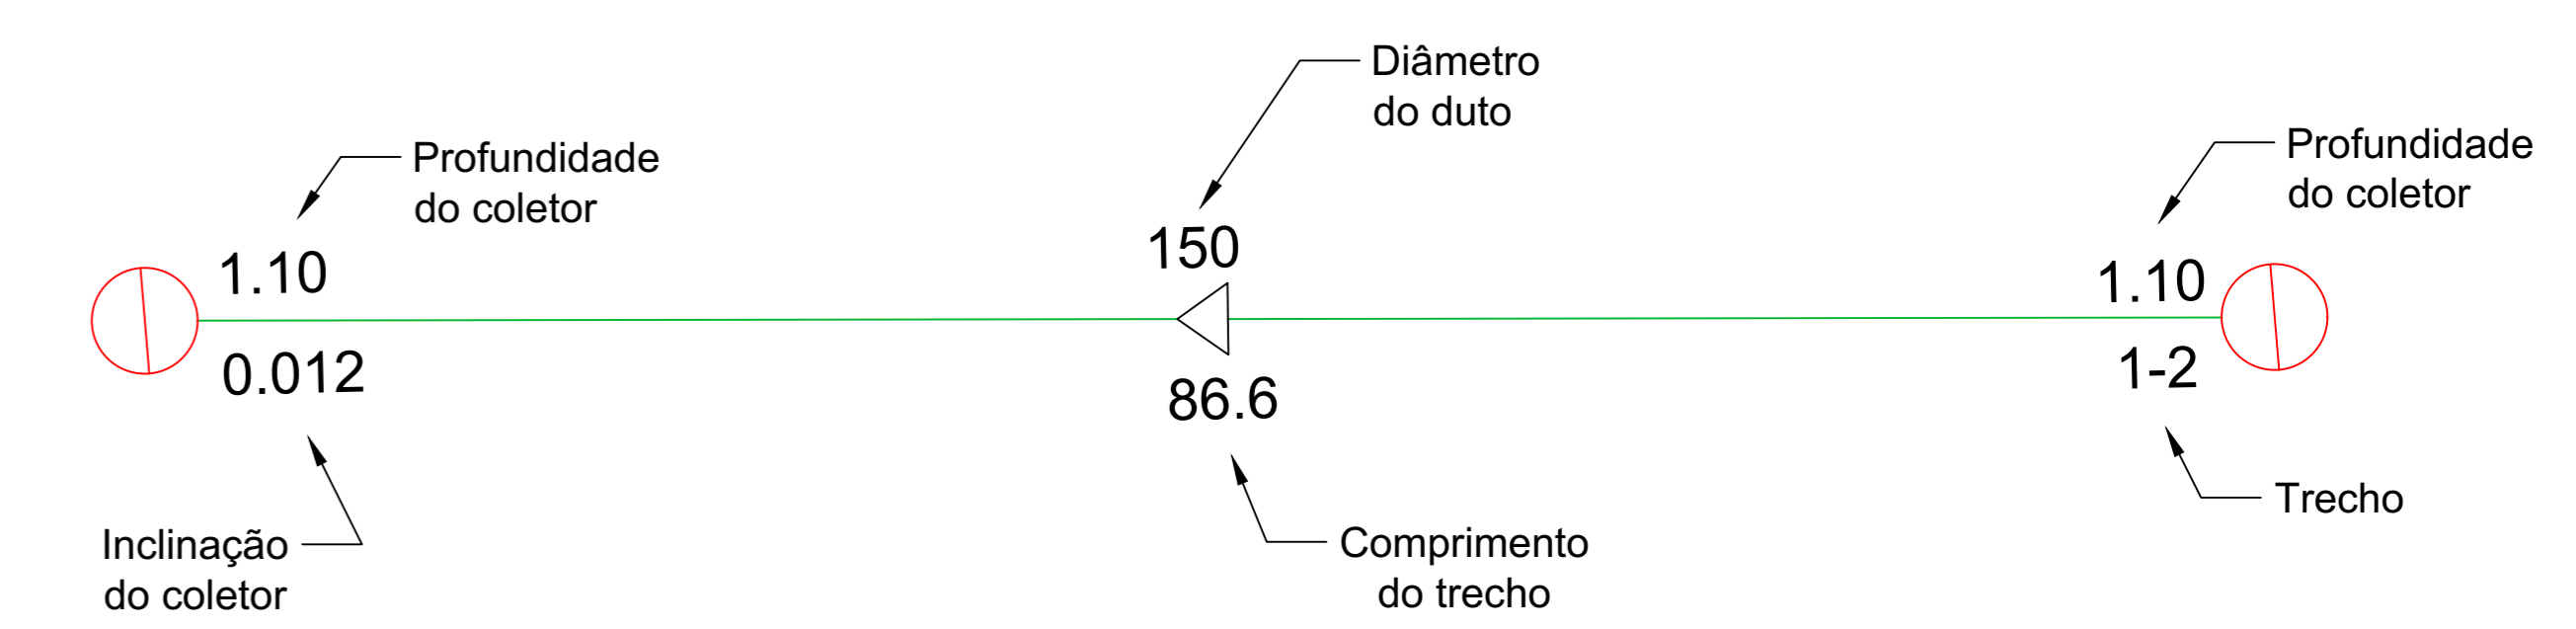 Diâmetro
do duto
Profundidade
do coletor
Profundidade
do coletor
1.10
150
1.10
0.012
86.6
1-2
Inclinação
do coletor
Comprimento
do trecho
Trecho